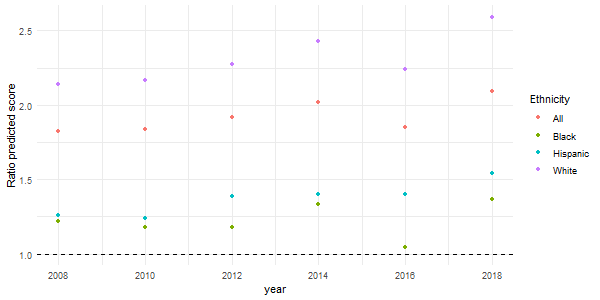 2.5
2.0
1.5
1.0
Ratio predicted score
2008 2010 2012 2014 2016 2018
year
Ethnicity
All
Black
Hispanic
White